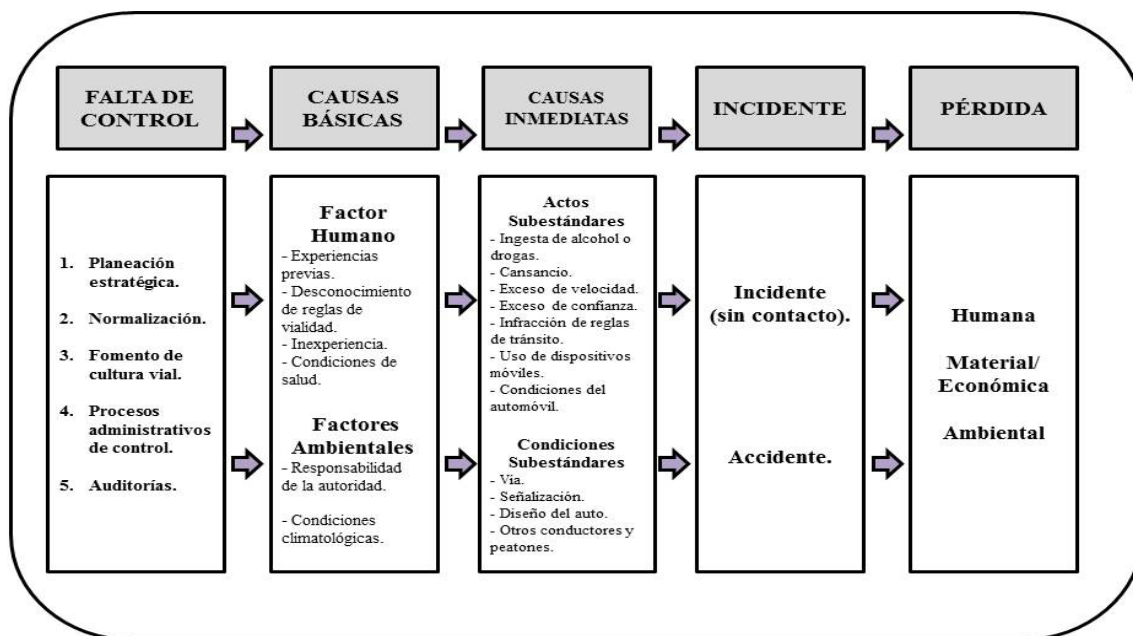 FALTA DE
CONTROL
CAUSAS
BÁSICAS
CAUSAS
INMEDIATAS
INCIDENTE
PÉRDIDA
1. Planeación
estratégica.
2. Normalización.
3. Fomento de
cultura vial.
4. Procesos
administrativos
de control.
5. Auditorías.
Factor
Humano
- Experiencias
previas.
- Desconocimiento
de reglas de
vialidad.
- Inexperiencia.
- Condiciones de
salud.
Factores
Ambientales
- Responsabilidad
de la autoridad.
- Condiciones
climatológicas.
Actos
Subestándares
- Ingesta de alcohol o
drogas.
- Cansancio.
- Exceso de velocidad.
- Exceso de confianza.
- Infracción de reglas
de tránsito.
- Uso de dispositivos
móviles.
- Condiciones del
automóvil.
Condiciones
Subestándares
- Vía.
- Señalización.
- Diseño del auto.
- Otros conductores y
peatones.
Incidente
(sin contacto).
Accidente.
Humana
Material/
Económica
Ambiental